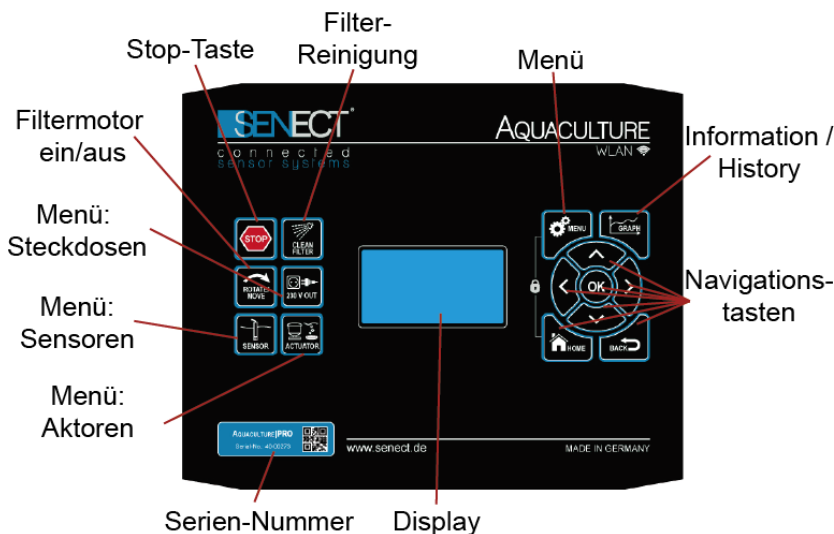 Filter-
Reinigung
Stop-Taste
Menü
Filtermotor
ein/aus
Information /
History
Menü:
Steckdosen
Menü:
Sensoren
Menü:
Aktoren
Navigations-
tasten
SENECT
connected
sensor systems
AQUACULTURE
WLAN
STOP
CLEAN
FILTER
MENU
GRAPH
ROTATE/
MOVE
230 V OUT
OK
SENSOR
ACTUATOR
HOME
BACK
AQUACULTURE|PRO
www.senect.de
MADE IN GERMANY
Serien-Nummer
Display